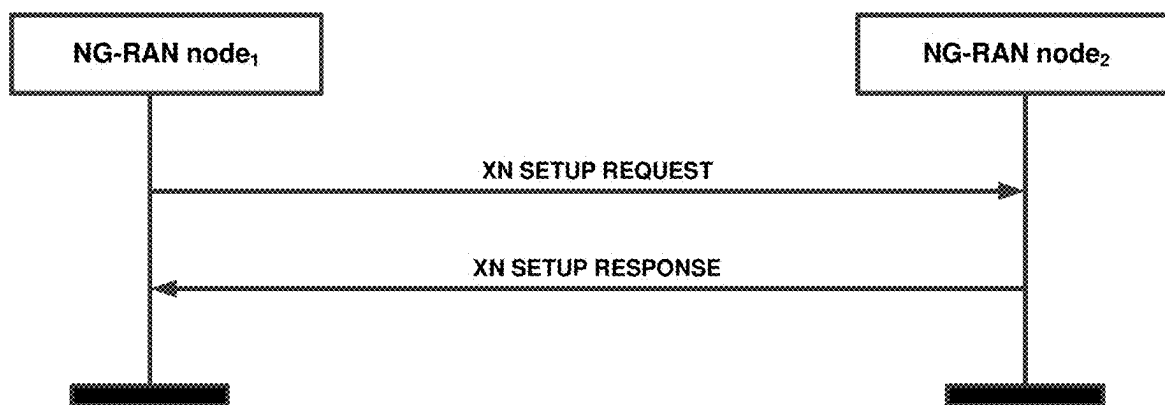 NG-RAN node₁
NG-RAN node₂
XN SETUP REQUEST
XN SETUP RESPONSE